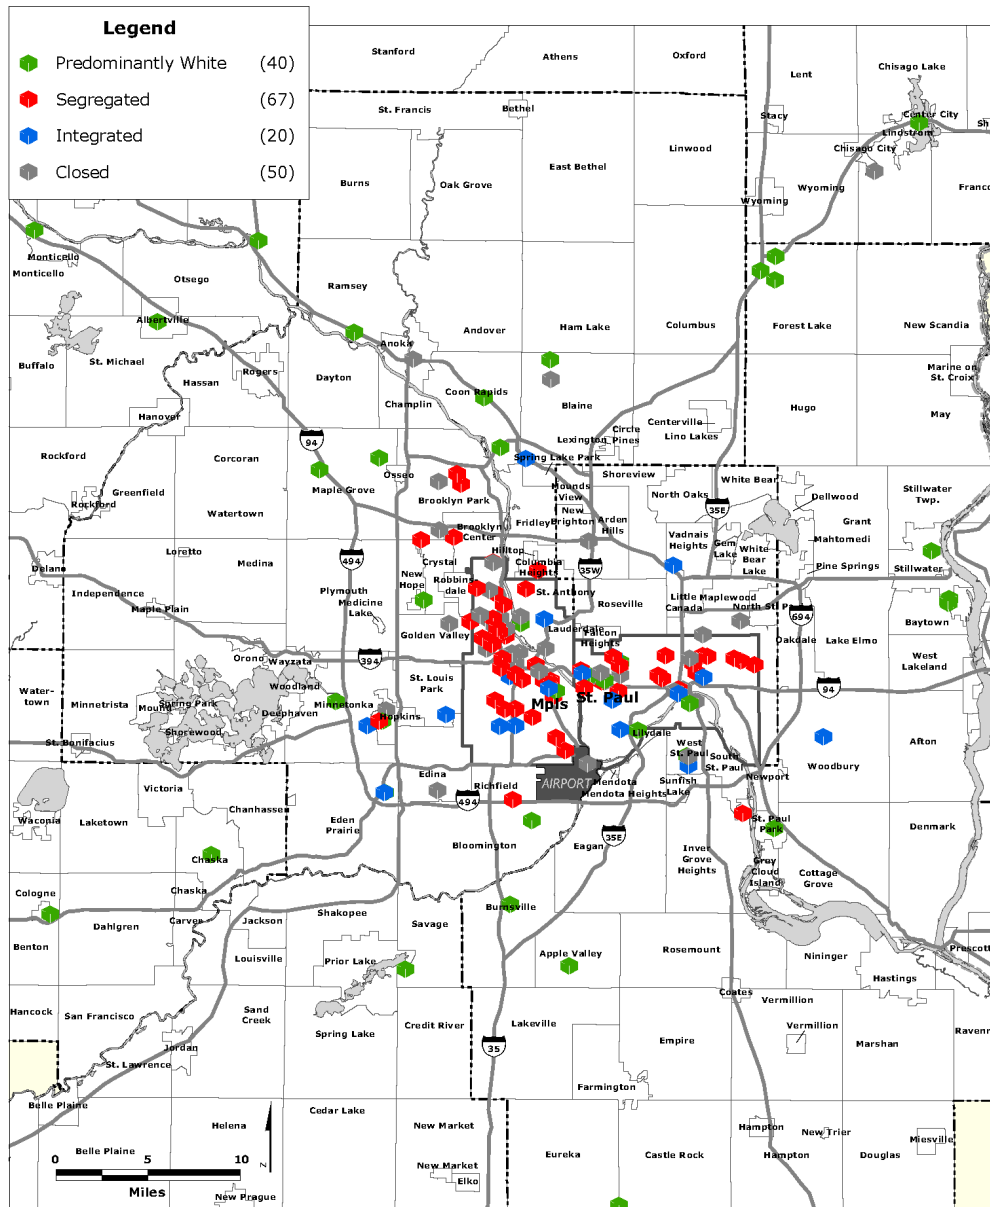 Legend
Predominantly White (40)
Segregated (67)
Integrated (20)
Closed (50)
Stanford
Athens
Oxford
Lent
Chisago Lake
St. Francis
Bethel
Stacy
Center City
Lindstrom
Chisago City
Linwood
East Bethel
Burns
Oak Grove
Wyoming
Wyoming
Monticello
Monticello
Otsego
Ramsey
Albertville
Andover
Ham Lake
Columbus
Forest Lake
New Scandia
Anoka
Buffalo
St. Michael
Hassan
Rogers
Dayton
Coon Rapids
Champlin
Blaine
Marine on
St. Croix
Hugo
May
Hanover
Centerville
Circle
Pines
Lexington
Lino Lakes
94
Rockford
Corcoran
Spring Lake Park
Osseo
Shoreview
Maple Grove
Brooklyn Park
Mounds
View
North Oaks
White Bear
Dellwood
Stillwater
Twp.
Greenfield
Rockford
Watertown
35E
New
Brighton
Arden
Hills
Fridley
Brooklyn
Center
Grant
Mahtomedi
Vadnais
Heights
Gem
Lake
White
Bear
Lake
Loretto
Medina
494
Crystal
Hilltop
Columbia
Heights
35W
Pine Springs
Stillwater
Delano
Independence
Maple Plain
Plymouth
Medicine
Lake
New
Hope
Robbins-
dale
St. Anthony
Roseville
Little
Canada
Maplewood
North St. Paul
694
Baytown
Golden Valley
Lauderdale
Falcon
Heights
Oakdale
Lake Elmo
Orono
Wayzata
394
West
Lakeland
Water-
town
Minnetrista
Mound
Spring Park
Woodland
Deephaven
Minnetonka
St. Louis
Park
Mpls
St. Paul
94
Shorewood
Hopkins
St. Bonifacius
Lilydale
West
St. Paul
South
St. Paul
Afton
Woodbury
Victoria
Chanhassen
Edina
Richfield
AIRPORT
Mendota
Mendota Heights
Sunfish
Lake
Newport
Waconia
Laketown
Eden
Prairie
494
St. Paul
Park
35E
Denmark
Bloomington
Eagan
Inver
Grove
Heights
Chaska
Grey
Cloud
Island
Cottage
Grove
Cologne
Chaska
Carver
Dahlgren
Jackson
Shakopee
Savage
Burnsville
Benton
Louisville
Prior Lake
Apple Valley
Rosemount
Nininger
Prescott
Hastings
Coates
Vermillion
Hancock
San Francisco
Sand
Creek
Spring Lake
Credit River
Lakeville
Empire
Vermillion
Marshan
Jordan
35
St. Lawrence
Farmington
Belle Plaine
Helena
Cedar Lake
New Market
Hampton
New Trier
Miesville
Belle Plaine
Eureka
Castle Rock
Hampton
Douglas
0 5 10
Miles
N
New Market
Elko
New Prague